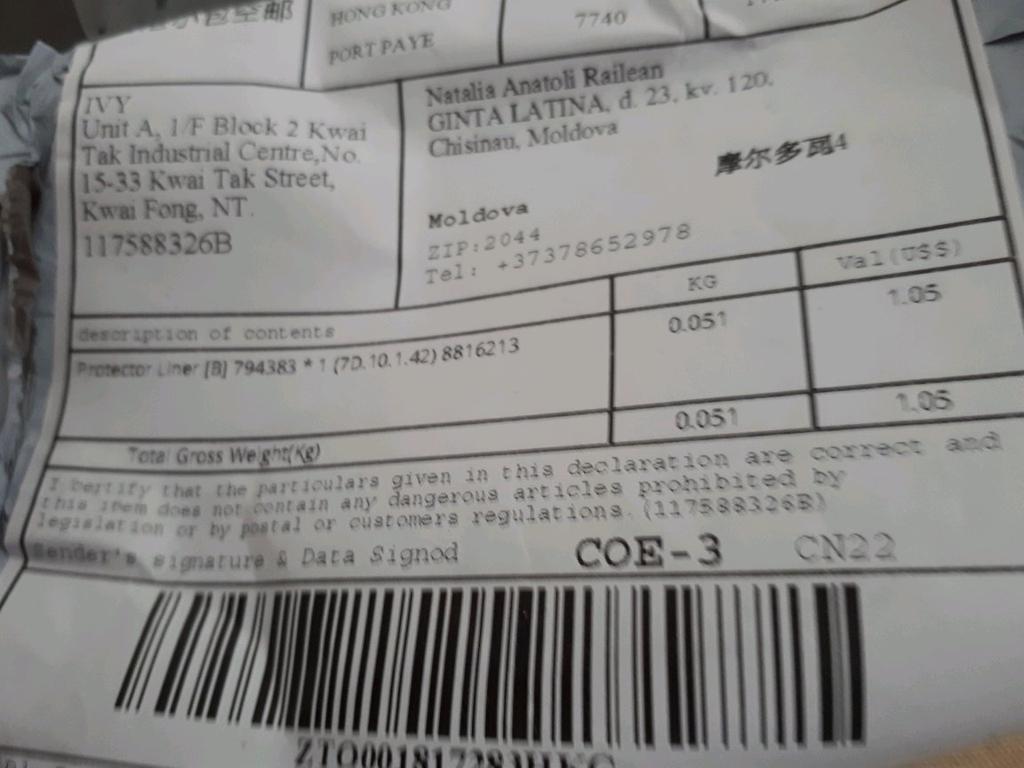 空邮
HONG KONG
PORT PAYE
7740
IVY
Unit A, 1/F Block 2 Kwai
Tak Industrial Centre,No.
15-33 Kwai Tak Street,
Kwai Fong, NT.
117588326B
Natalia Anatoli Railean
GINTA LATINA, d. 23, kv. 120,
Chisinau, Moldova
摩尔多瓦4
Moldova
ZIP:2044
Tel: +37378652978
description of contents
KG
Val(US$)
Protector Liner [B] 794383 * 1 (7D.10.1.42) 8816213
0.051
1.05
Total Gross Weight(Kg)
0.051
1.05
I certify that the particulars given in this declaration are correct and
this item does not contain any dangerous articles prohibited by
legislation or by postal or customers regulations.(117588326B)
Sender's signature & Data Signod
COE-3
CN22